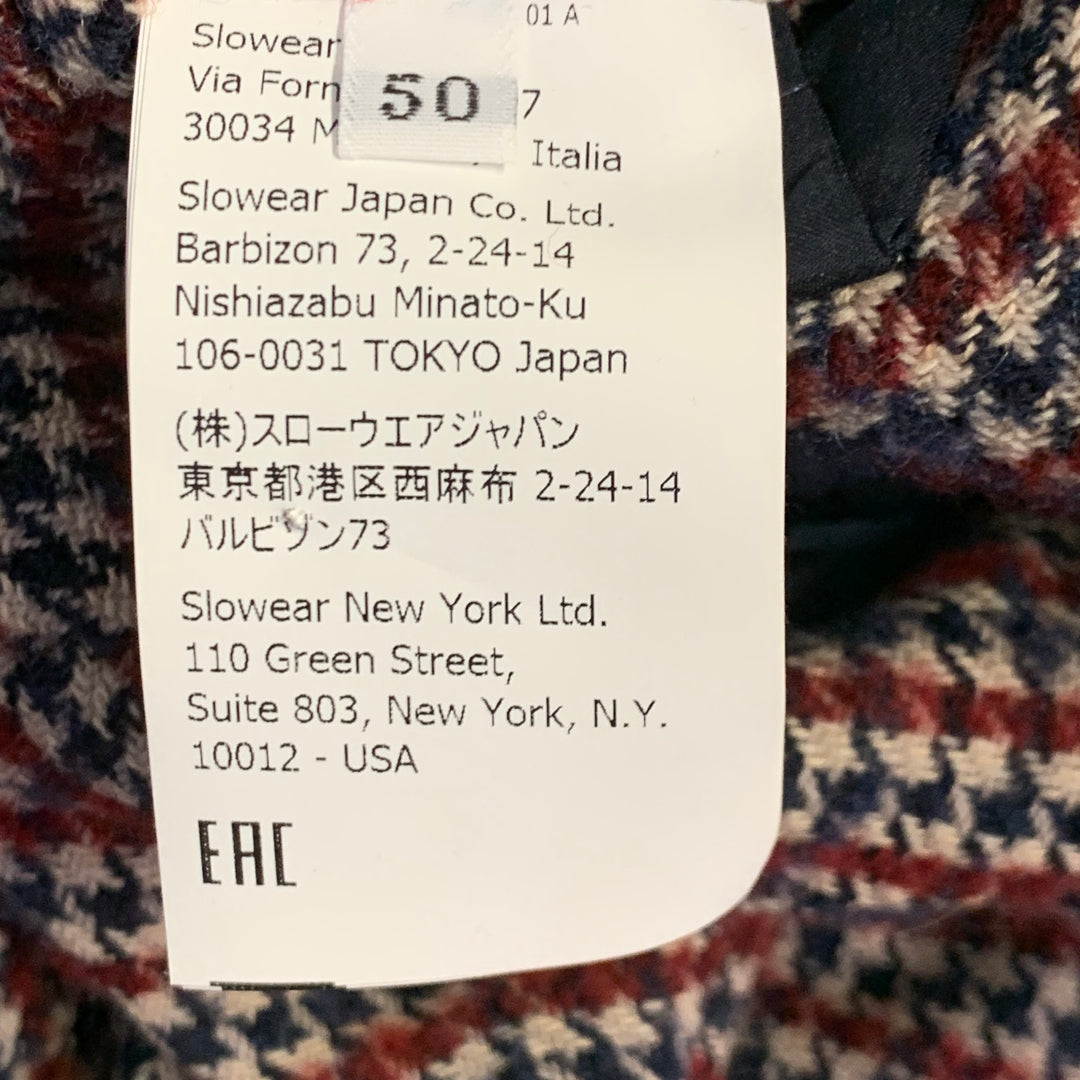 01 A
Slowear
Via
50
7
30034
Italia
Slowear Japan Co. Ltd.
Barbizon 73, 2-24-14
Nishiazabu Minato-Ku
106-0031 TOKYO Japan
(株)スローウエアジャパン
東京都港区西麻布 2-24-14
バルビゾン73
Slowear New York Ltd.
110 Green Street,
Suite 803, New York, N.Y.
10012 - USA
EAC